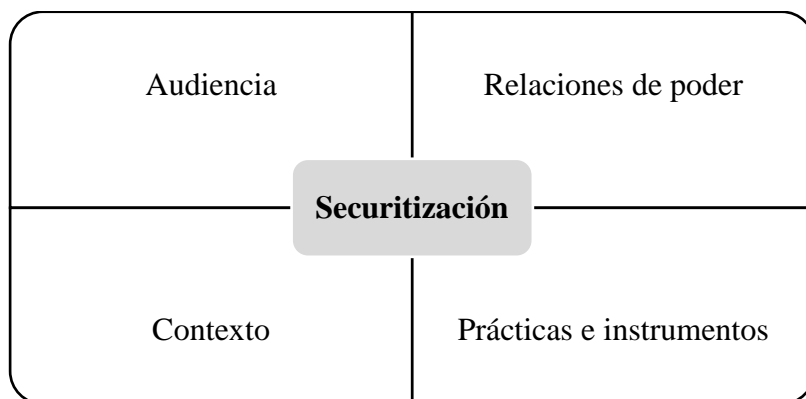 Audiencia
Relaciones de poder
Securitización
Contexto
Prácticas e instrumentos